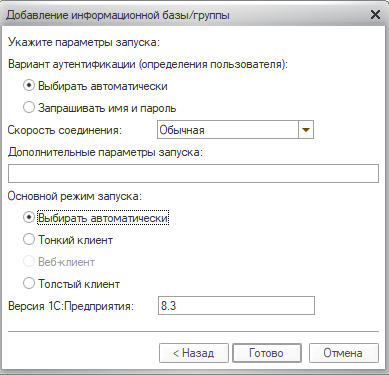 Добавление информационной базы/группы
Укажите параметры запуска:
Вариант аутентификации (определения пользователя):
Выбирать автоматически
Запрашивать имя и пароль
Скорость соединения: Обычная
Дополнительные параметры запуска:
Основной режим запуска:
Выбирать автоматически
Тонкий клиент
Веб-клиент
Толстый клиент
Версия 1С:Предприятия: 8.3
< Назад Готово Отмена